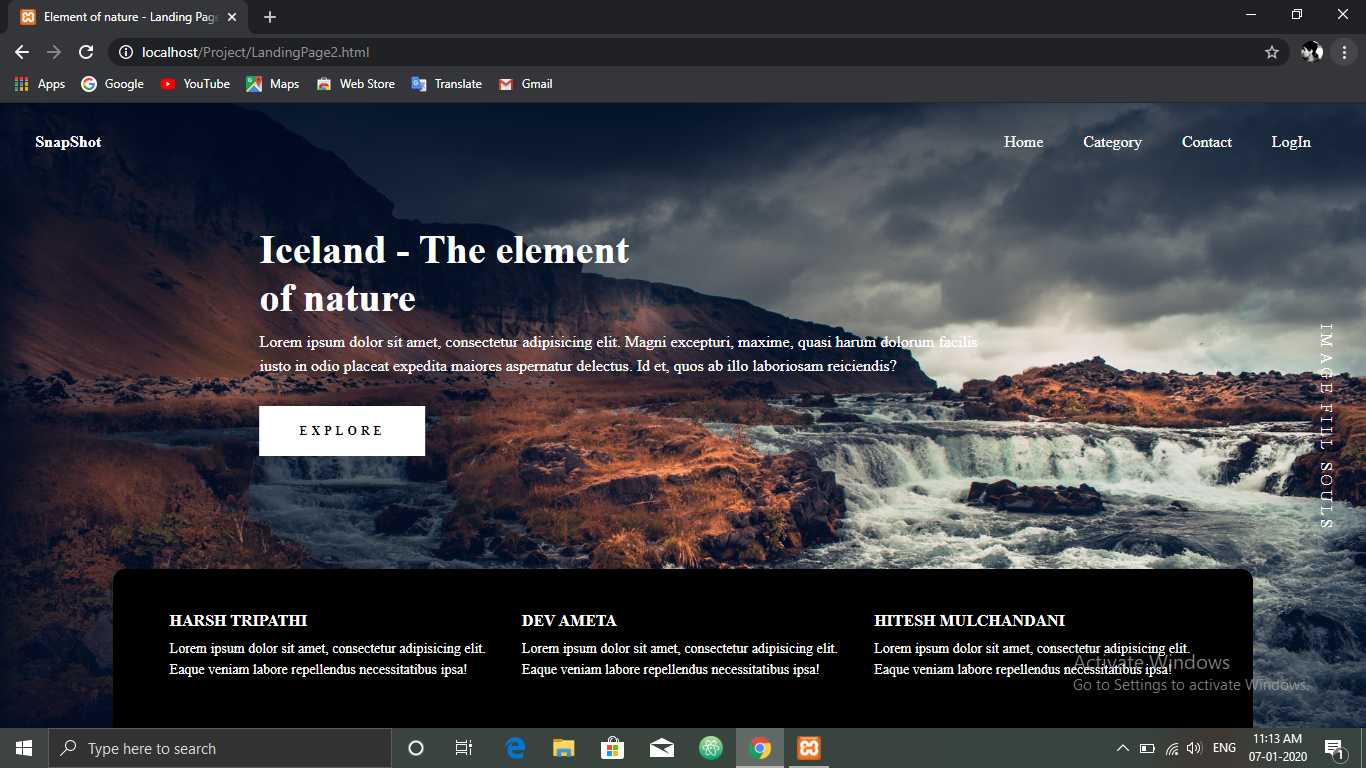 Element of nature - Landing Page
localhost/Project/LandingPage2.html
Apps Google YouTube Maps Web Store Translate Gmail
SnapShot
Home Category Contact LogIn
Iceland - The element
of nature
Lorem ipsum dolor sit amet, consectetur adipisicing elit. Magni excepturi, maxime, quasi harum dolorum facilis
iusto in odio placeat expedita maiores aspernatur delectus. Id et, quos ab illo laboriosam reiciendis?
EXPLORE
IMAGE FIILL SOULS
HARSH TRIPATHI
Lorem ipsum dolor sit amet, consectetur adipisicing elit.
Eaque veniam labore repellendus necessitatibus ipsa!
DEV AMETA
Lorem ipsum dolor sit amet, consectetur adipisicing elit.
Eaque veniam labore repellendus necessitatibus ipsa!
HITESH MULCHANDANI
Lorem ipsum dolor sit amet, consectetur adipisicing elit.
Eaque veniam labore repellendus necessitatibus ipsa!
Activate Windows
Go to Settings to activate Windows.
Type here to search
ENG
11:13 AM
07-01-2020
1